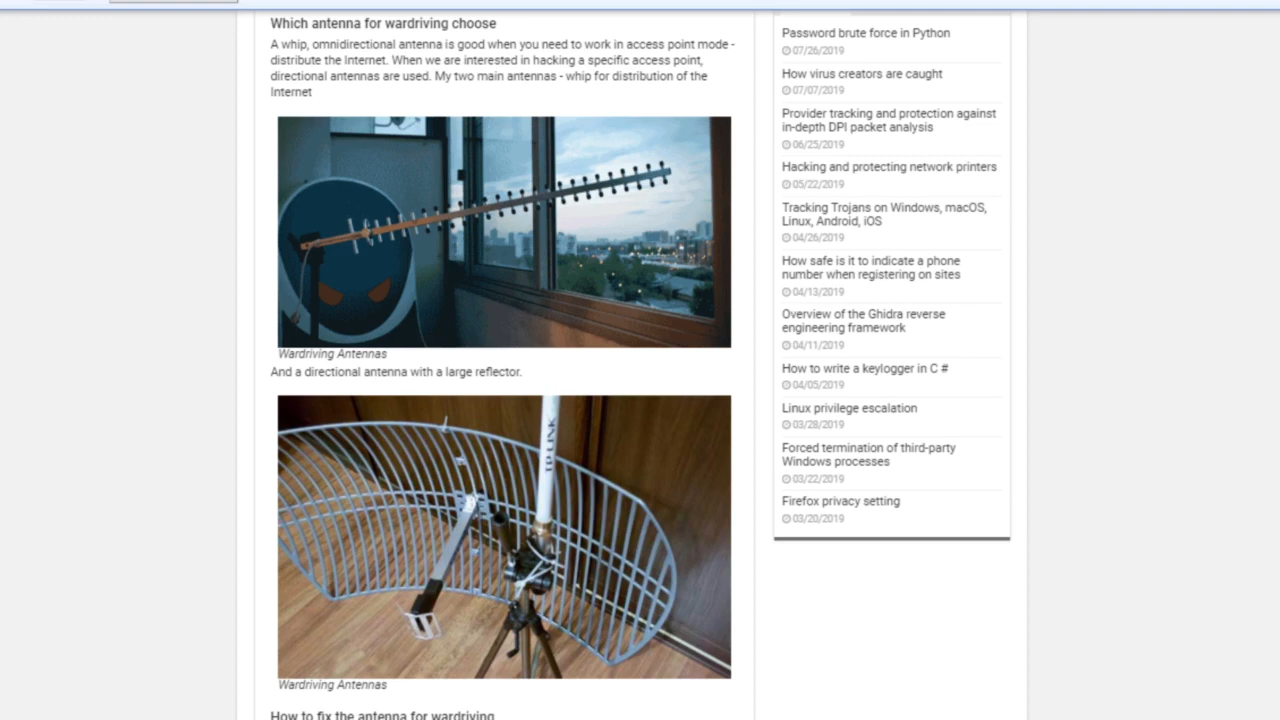 Which antenna for wardriving choose
A whip, omnidirectional antenna is good when you need to work in access point mode -
distribute the Internet. When we are interested in hacking a specific access point,
directional antennas are used. My two main antennas - whip for distribution of the
Internet
Wardriving Antennas
And a directional antenna with a large reflector.
TP-LINK
Wardriving Antennas
How to fix the antenna for wardriving
Password brute force in Python
07/26/2019
How virus creators are caught
07/07/2019
Provider tracking and protection against
in-depth DPI packet analysis
06/25/2019
Hacking and protecting network printers
05/22/2019
Tracking Trojans on Windows, macOS,
Linux, Android, iOS
04/26/2019
How safe is it to indicate a phone
number when registering on sites
04/13/2019
Overview of the Ghidra reverse
engineering framework
04/11/2019
How to write a keylogger in C #
04/05/2019
Linux privilege escalation
03/28/2019
Forced termination of third-party
Windows processes
03/22/2019
Firefox privacy setting
03/20/2019